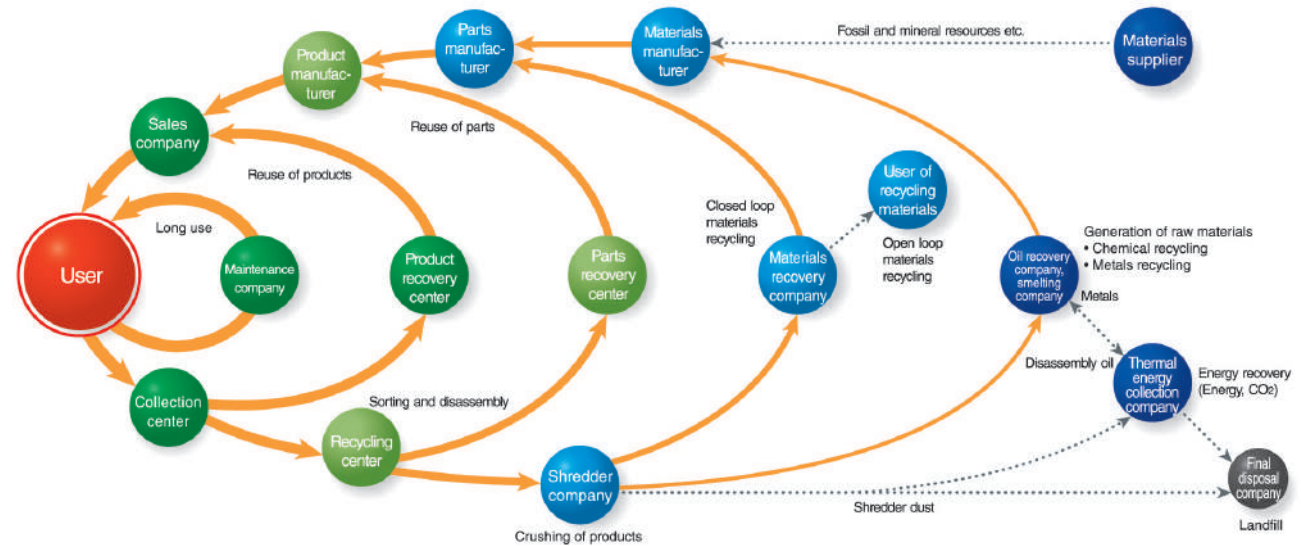 Parts
manufac-
turer
Materials
manufac-
turer
Fossil and mineral resources etc.
Materials
supplier
Product
manufac-
turer
Sales
company
Reuse of parts
Reuse of products
User
of recycling
materials
Closed loop
materials
recycling
Open loop
materials
recycling
Long use
User
Maintenance
company
Product
recovery
center
Parts
recovery
center
Materials
recovery
company
Oil recovery
company,
smelting
company
Generation of raw materials
• Chemical recycling
• Metals recycling
Metals
Disassembly oil
Thermal
energy
collection
company
Energy recovery
(Energy, CO2)
Collection
center
Sorting and disassembly
Recycling
center
Shredder
company
Crushing of products
Shredder dust
Final
disposal
company
Landfill